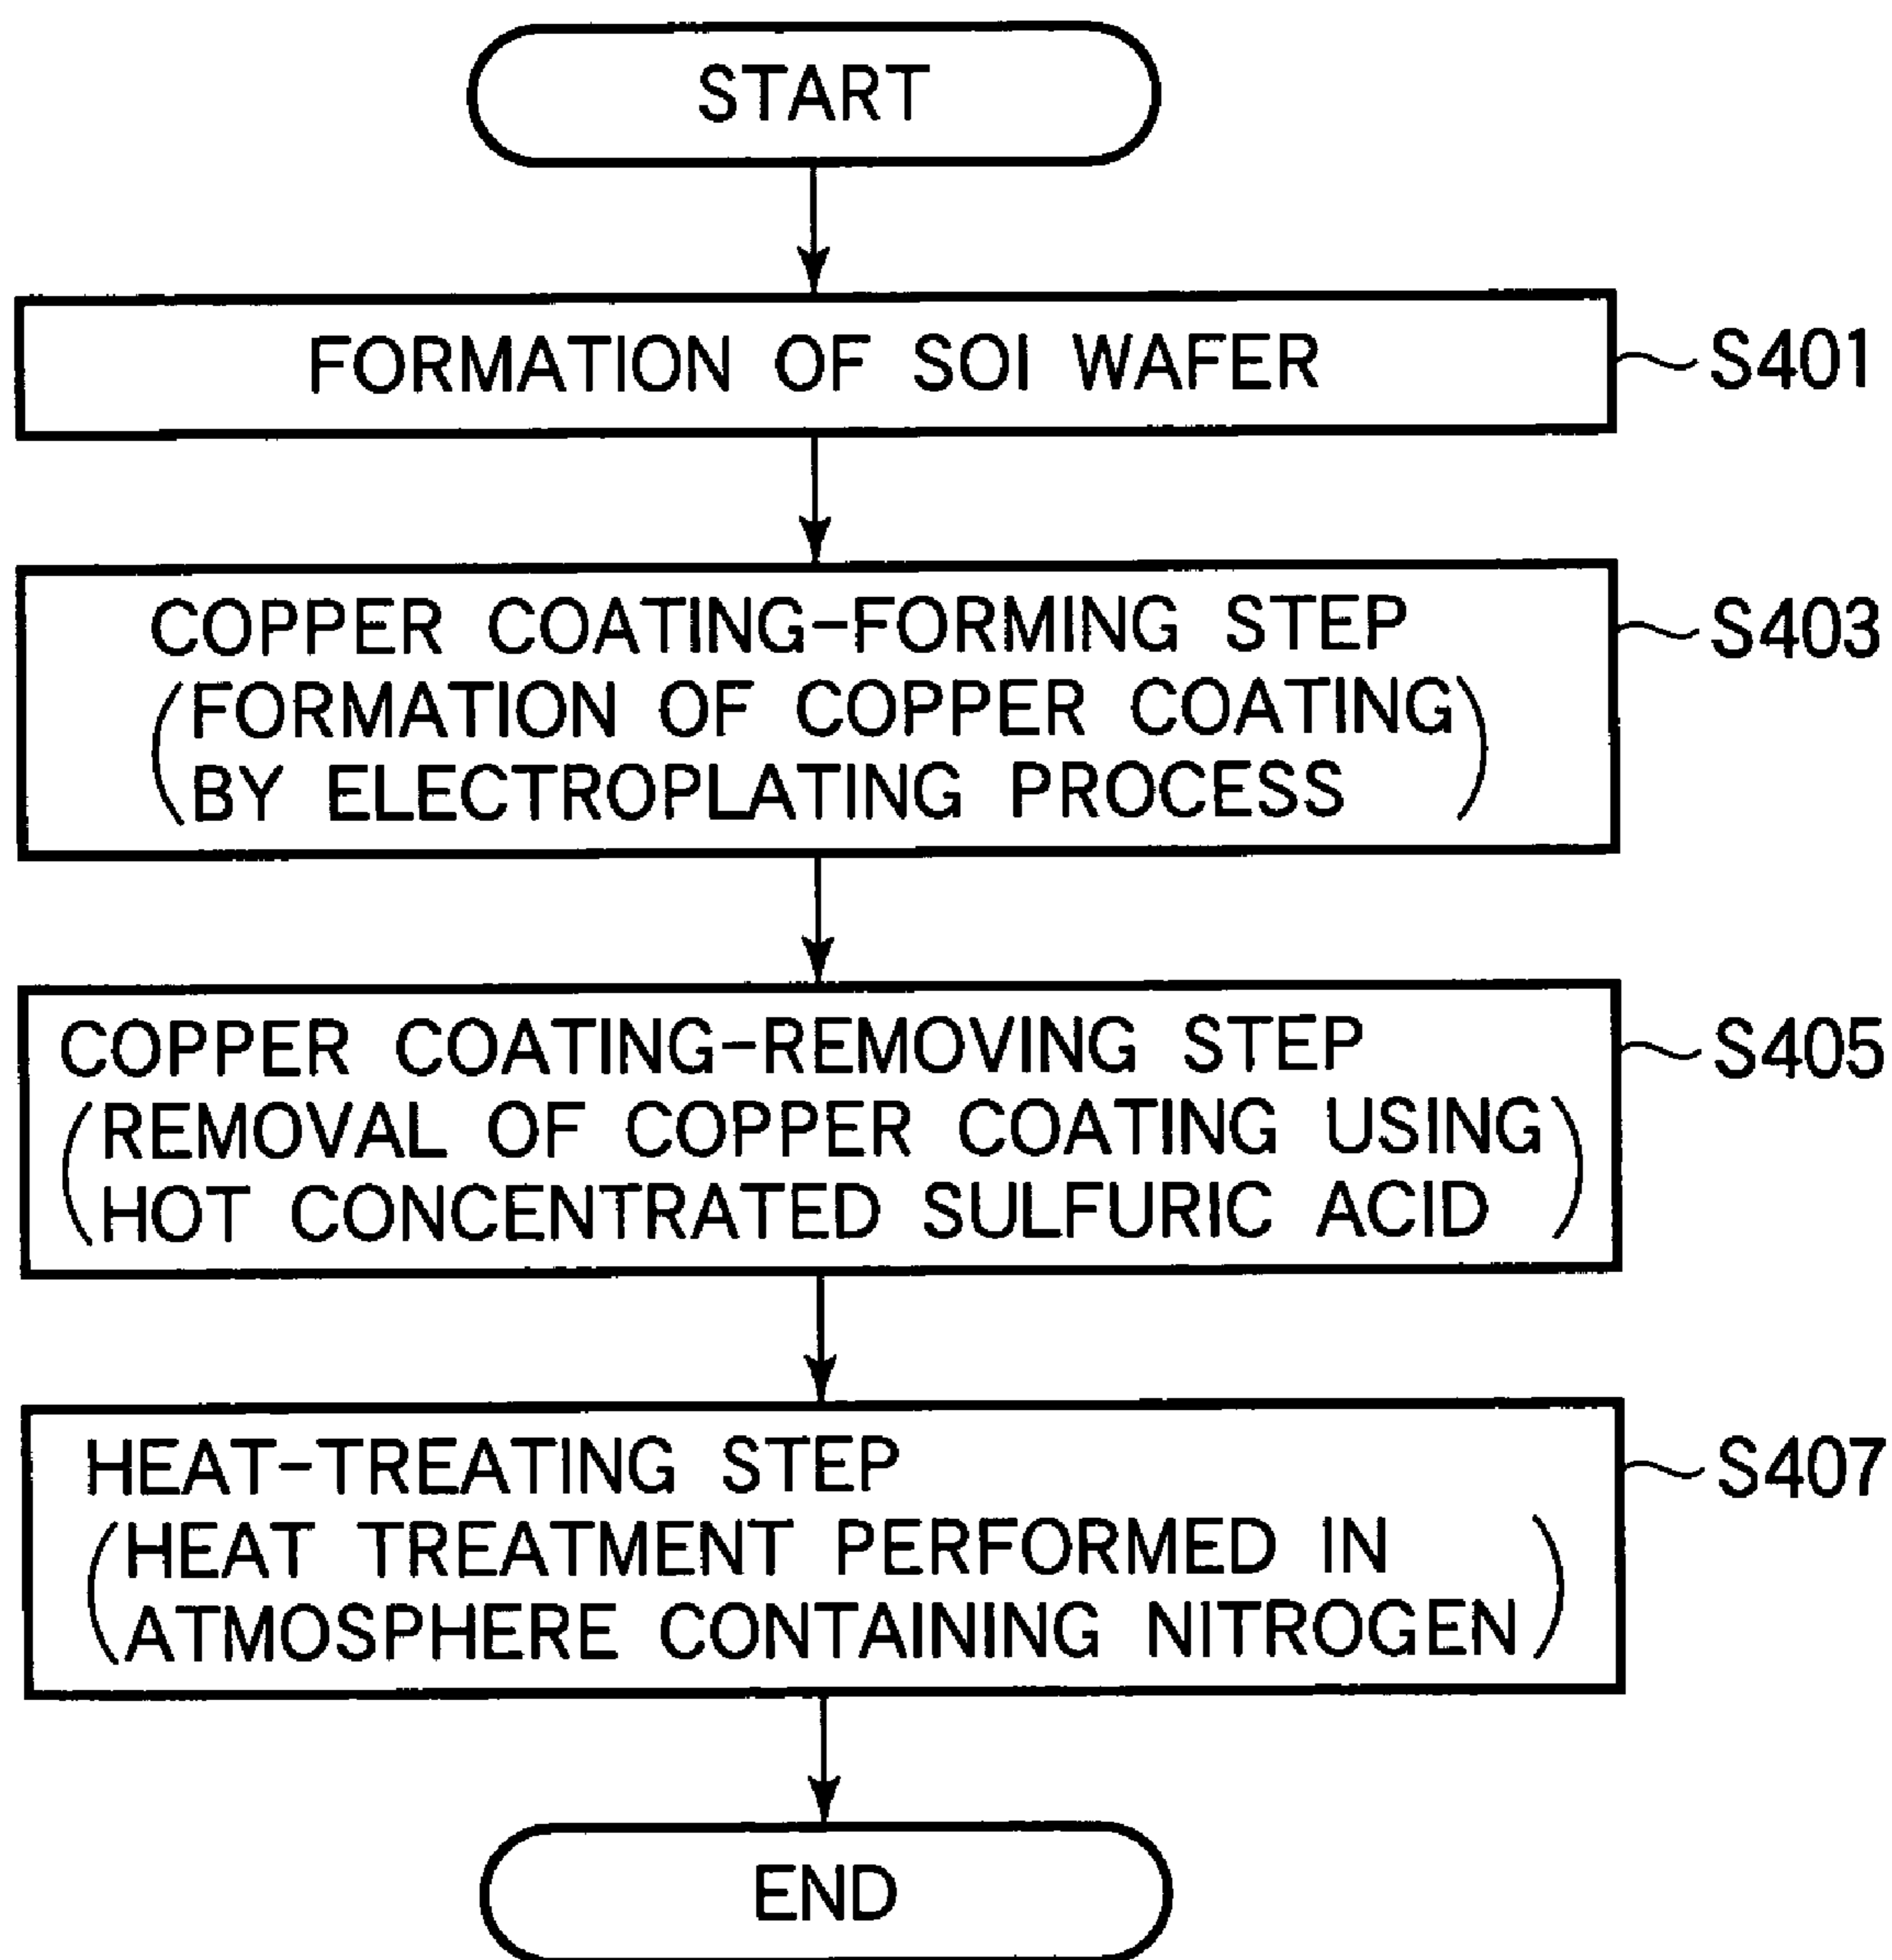 START
FORMATION OF SOI WAFER
S401
COPPER COATING-FORMING STEP
S403
(FORMATION OF COPPER COATING
BY ELECTROPLATING PROCESS)
COPPER COATING-REMOVING STEP
S405
(REMOVAL OF COPPER COATING USING
HOT CONCENTRATED SULFURIC ACID)
HEAT-TREATING STEP
S407
(HEAT TREATMENT PERFORMED IN
ATMOSPHERE CONTAINING NITROGEN)
END